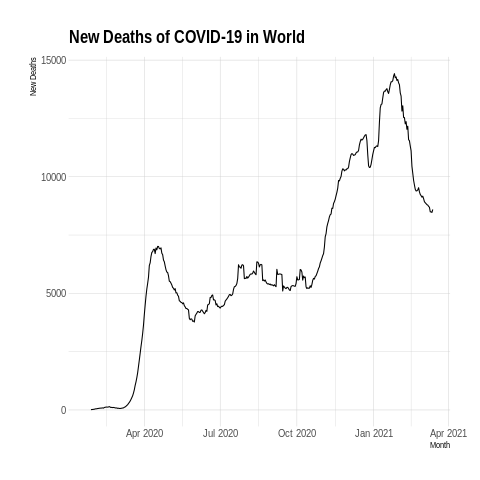 New Deaths of COVID-19 in World
New Deaths
15000
10000
5000
0
Apr 2020 Jul 2020 Oct 2020 Jan 2021 Apr 2021
Month